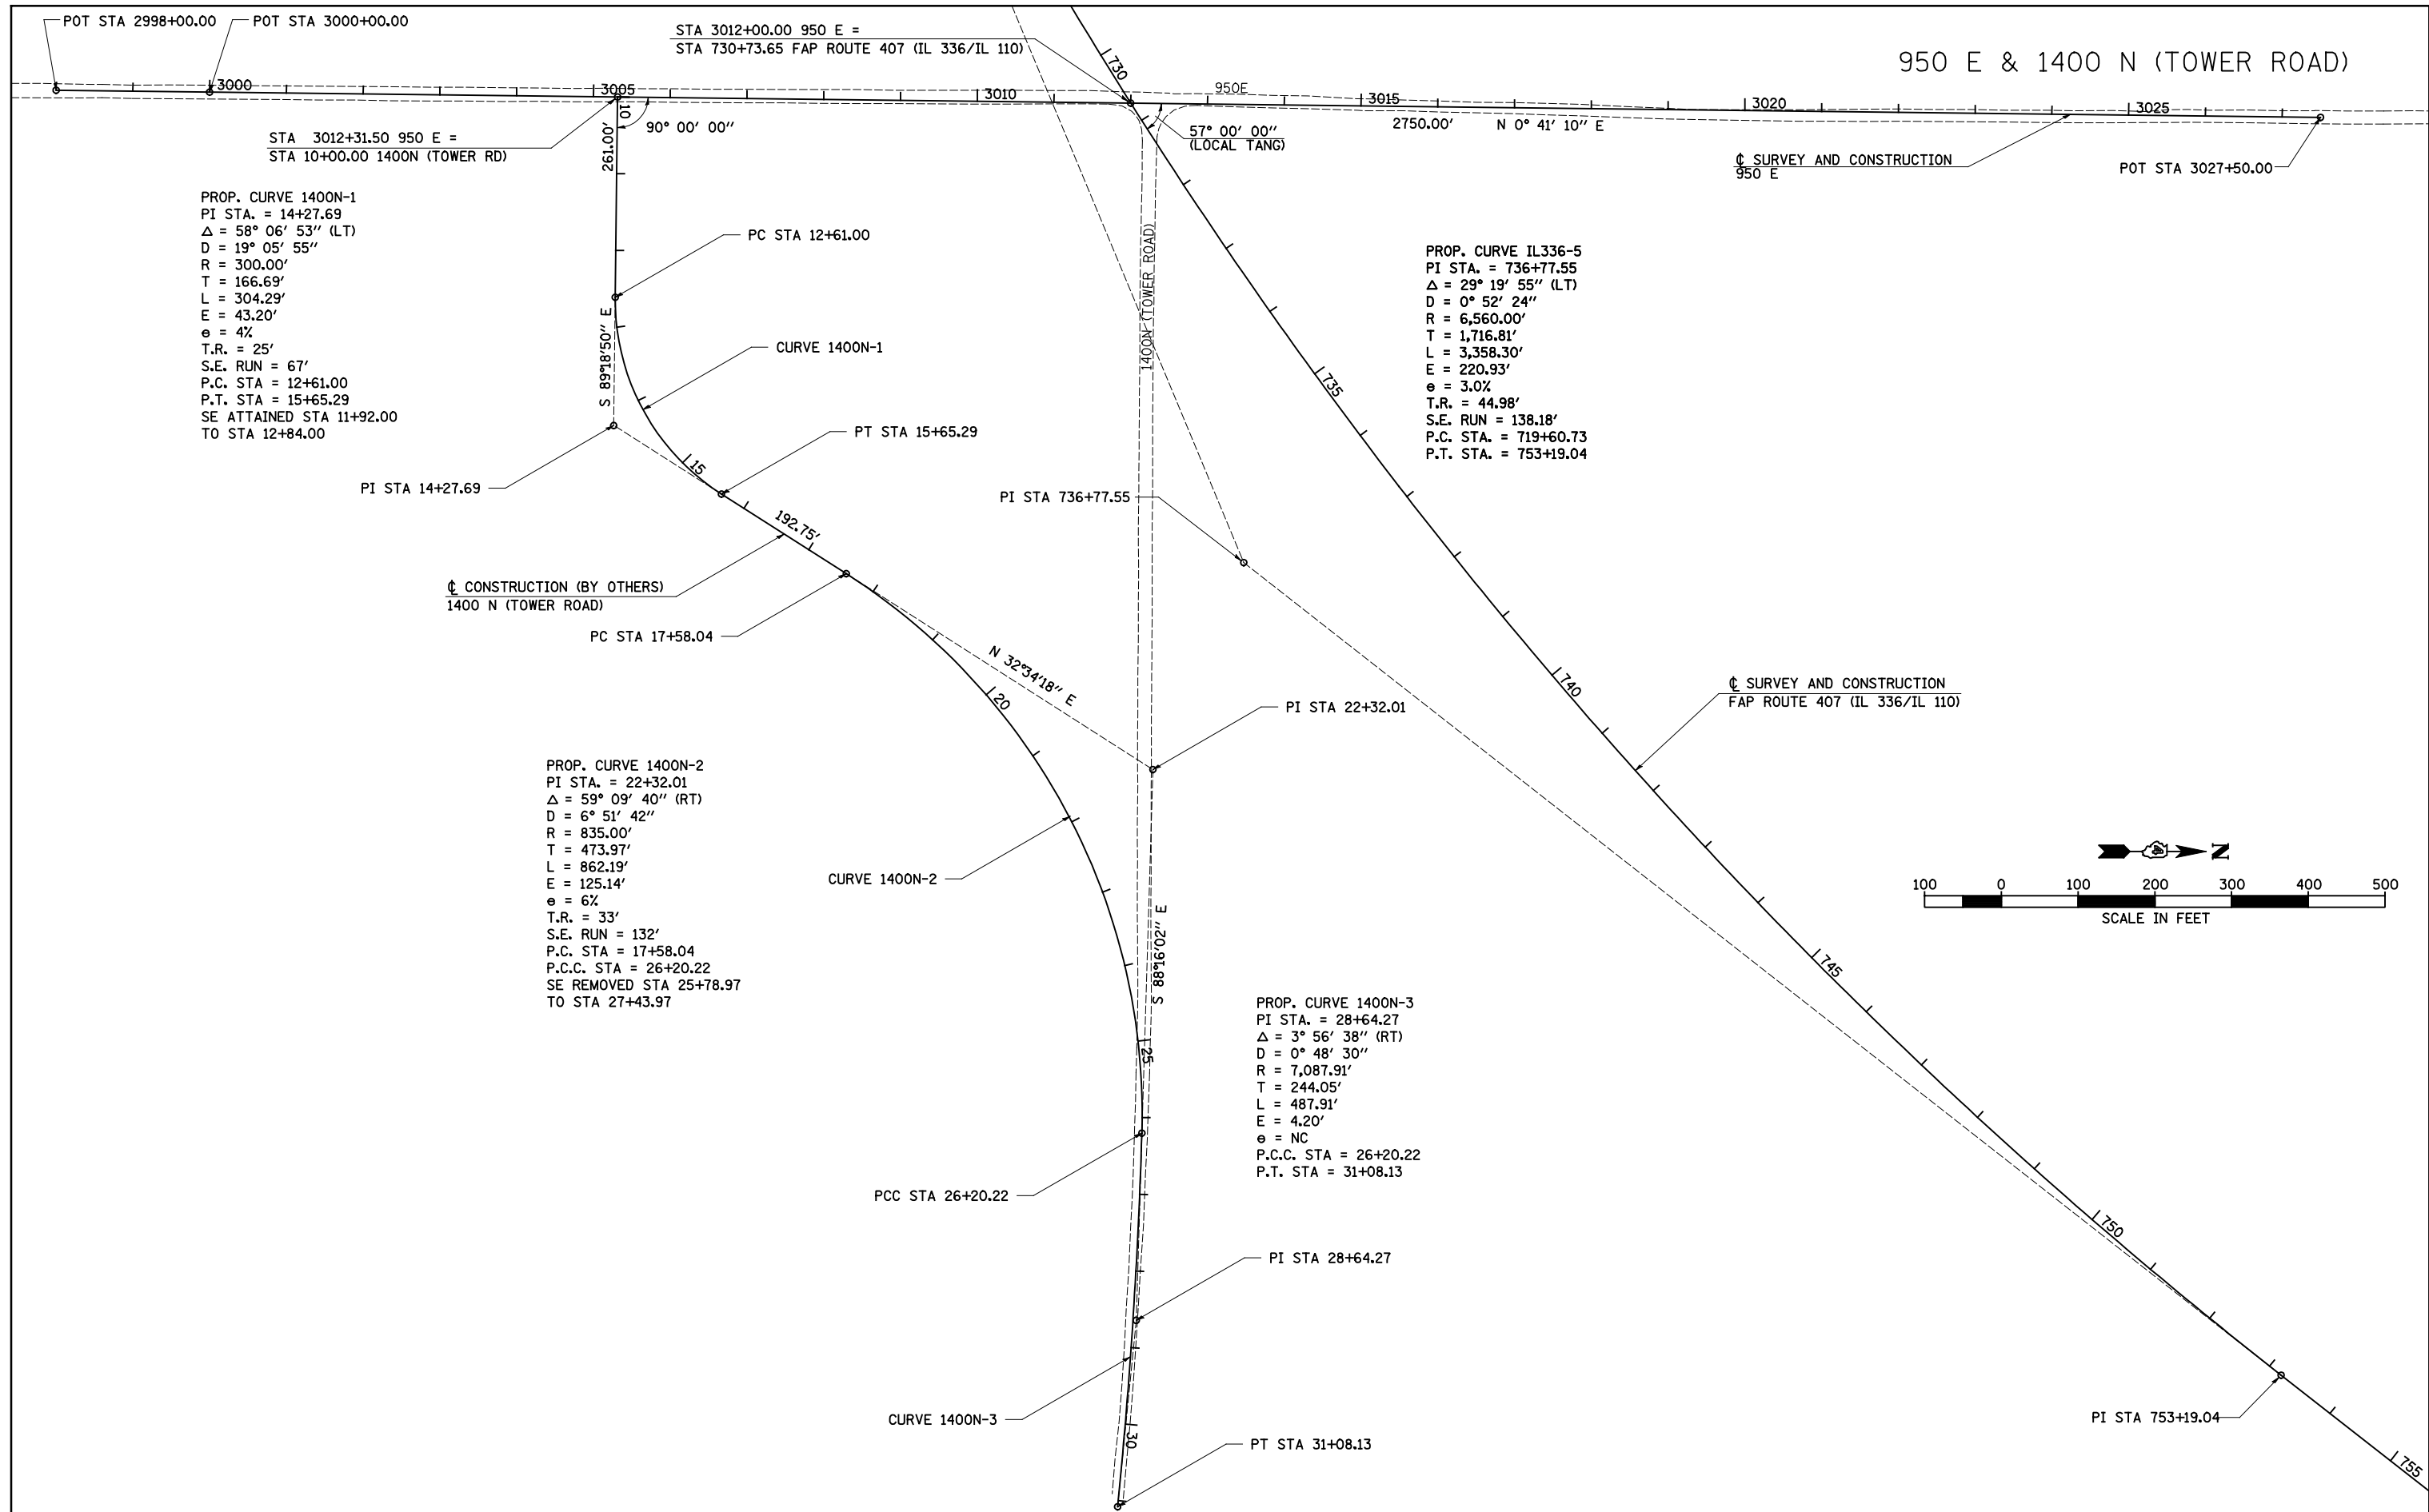 POT STA 2998+00.00
POT STA 3000+00.00
STA 3012+00.00 950 E =
STA 730+73.65 FAP ROUTE 407 (IL 336/IL 110)
950 E & 1400 N (TOWER ROAD)
730
3000
3005
3010
950E
3015
3020
3025
10
261.00′
90° 00′ 00″
57° 00′ 00″
(LOCAL TANG)
2750.00′ N 0° 41′ 10″ E
STA 3012+31.50 950 E =
STA 10+00.00 1400N (TOWER RD)
℄ SURVEY AND CONSTRUCTION
950 E
POT STA 3027+50.00
PROP. CURVE 1400N-1
PI STA. = 14+27.69
Δ = 58° 06′ 53″ (LT)
D = 19° 05′ 55″
R = 300.00′
T = 166.69′
L = 304.29′
E = 43.20′
e = 4%
T.R. = 25′
S.E. RUN = 67′
P.C. STA = 12+61.00
P.T. STA = 15+65.29
SE ATTAINED STA 11+92.00
TO STA 12+84.00
PC STA 12+61.00
S 89°18′50″ E
CURVE 1400N-1
1400N (TOWER ROAD)
PROP. CURVE IL336-5
PI STA. = 736+77.55
Δ = 29° 19′ 55″ (LT)
D = 0° 52′ 24″
R = 6,560.00′
T = 1,716.81′
L = 3,358.30′
E = 220.93′
e = 3.0%
T.R. = 44.98′
S.E. RUN = 138.18′
P.C. STA. = 719+60.73
P.T. STA. = 753+19.04
735
PT STA 15+65.29
15
PI STA 14+27.69
PI STA 736+77.55
192.75′
℄ CONSTRUCTION (BY OTHERS)
1400 N (TOWER ROAD)
PC STA 17+58.04
N 32°34′18″ E
20
740
℄ SURVEY AND CONSTRUCTION
FAP ROUTE 407 (IL 336/IL 110)
PI STA 22+32.01
PROP. CURVE 1400N-2
PI STA. = 22+32.01
Δ = 59° 09′ 40″ (RT)
D = 6° 51′ 42″
R = 835.00′
T = 473.97′
L = 862.19′
E = 125.14′
e = 6%
T.R. = 33′
S.E. RUN = 132′
P.C. STA = 17+58.04
P.C.C. STA = 26+20.22
SE REMOVED STA 25+78.97
TO STA 27+43.97
CURVE 1400N-2
N
100 0 100 200 300 400 500
SCALE IN FEET
S 88°16′02″ E
745
25
PROP. CURVE 1400N-3
PI STA. = 28+64.27
Δ = 3° 56′ 38″ (RT)
D = 0° 48′ 30″
R = 7,087.91′
T = 244.05′
L = 487.91′
E = 4.20′
e = NC
P.C.C. STA = 26+20.22
P.T. STA = 31+08.13
PCC STA 26+20.22
750
PI STA 28+64.27
CURVE 1400N-3
30
PI STA 753+19.04
PT STA 31+08.13
755